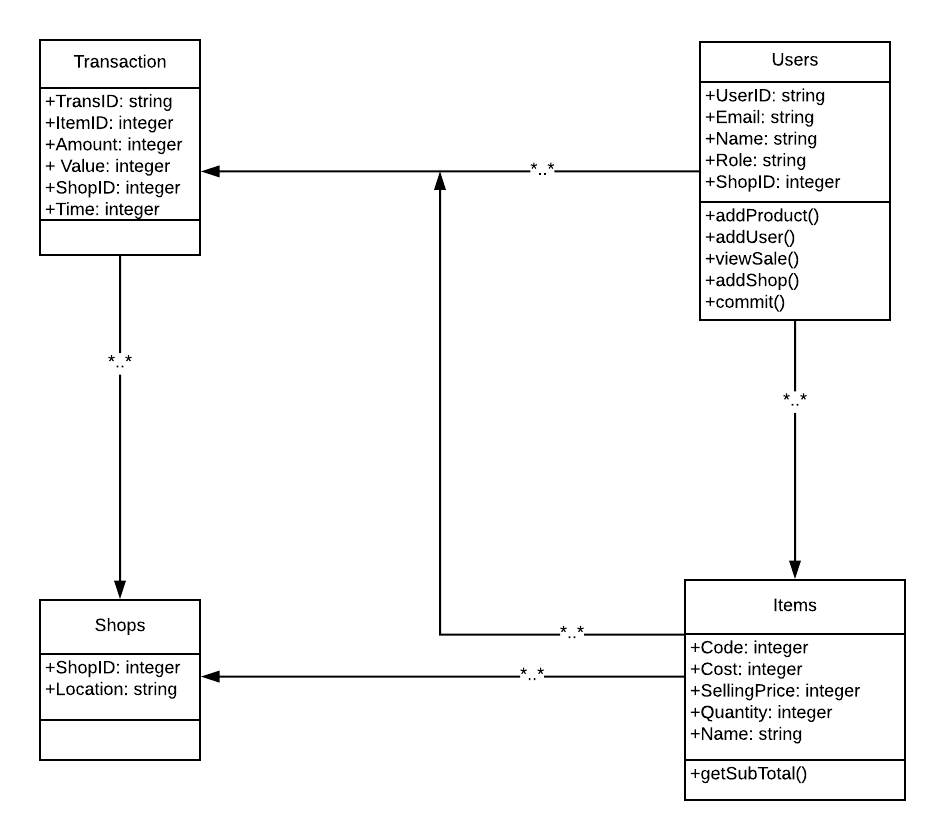 Transaction
+TransID: string
+ItemID: integer
+Amount: integer
+ Value: integer
+ShopID: integer
+Time: integer
Users
+UserID: string
+Email: string
+Name: string
+Role: string
+ShopID: integer
+addProduct()
+addUser()
+viewSale()
+addShop()
+commit()
*..*
*..*
*..*
Shops
+ShopID: integer
+Location: string
*..*
*..*
Items
+Code: integer
+Cost: integer
+SellingPrice: integer
+Quantity: integer
+Name: string
+getSubTotal()